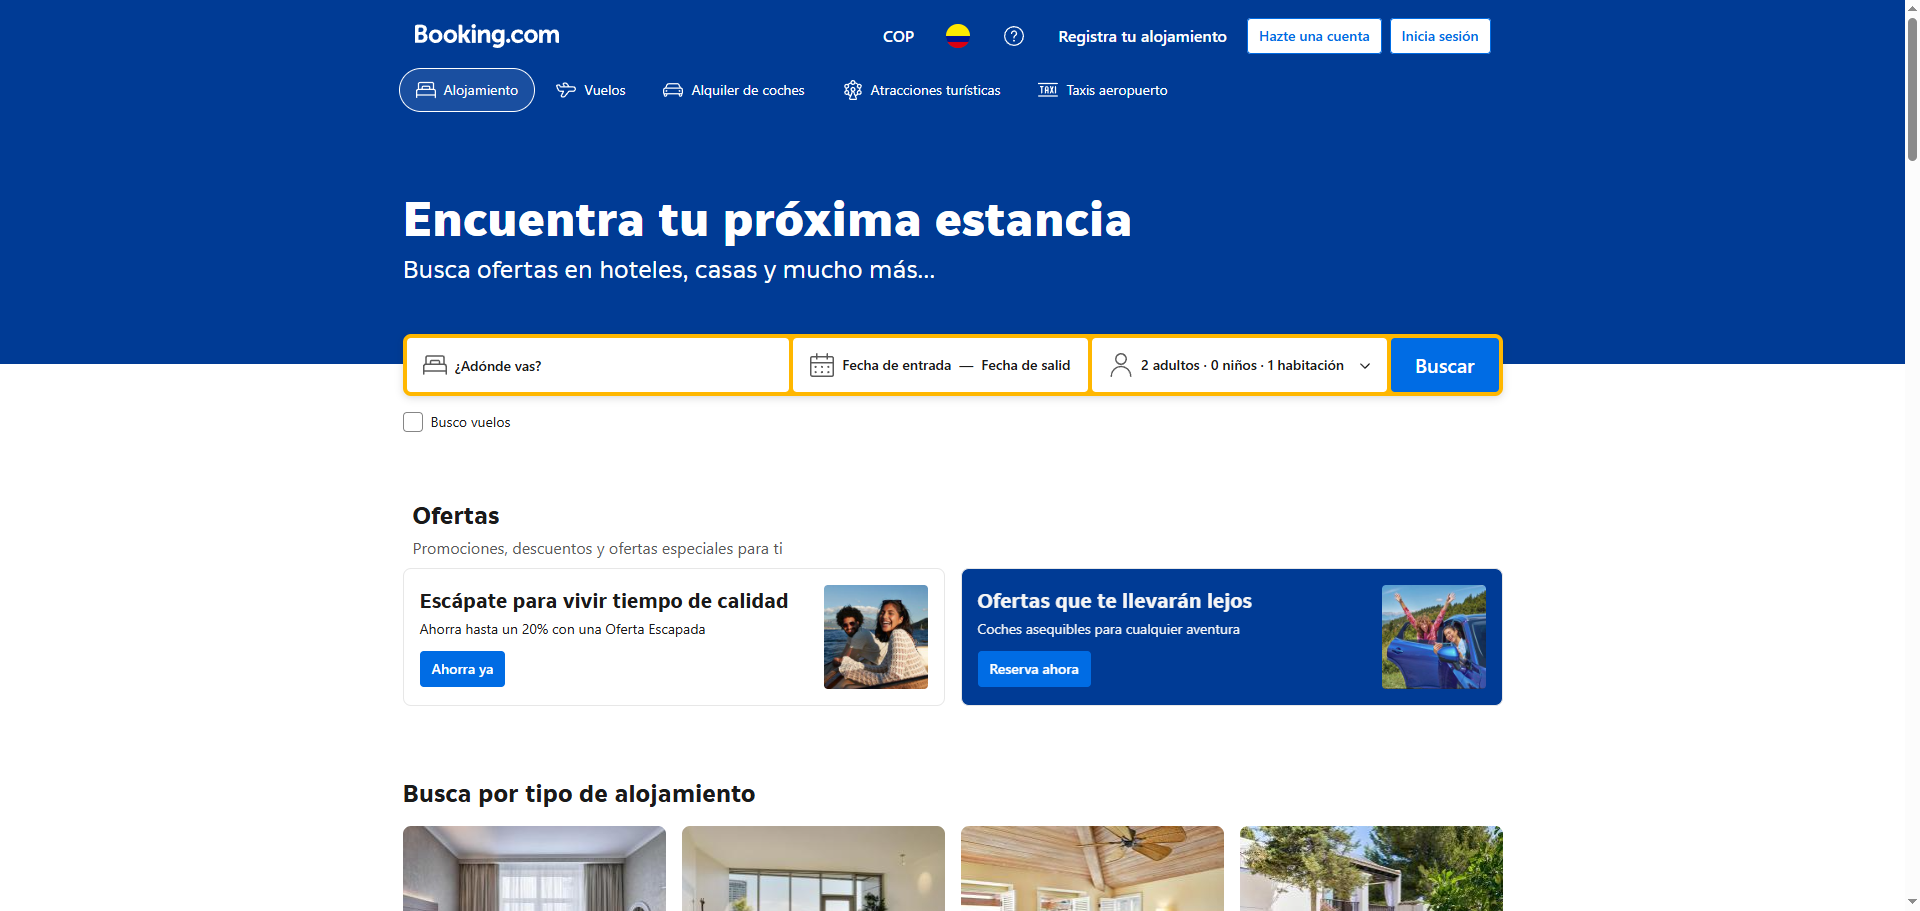 Booking.com
COP
Registra tu alojamiento
Hazte una cuenta
Inicia sesión
Alojamiento
Vuelos
Alquiler de coches
Atracciones turísticas
TAXI
Taxis aeropuerto
Encuentra tu próxima estancia
Busca ofertas en hoteles, casas y mucho más...
¿Adónde vas?
Fecha de entrada — Fecha de salid
2 adultos · 0 niños · 1 habitación
Buscar
Busco vuelos
Ofertas
Promociones, descuentos y ofertas especiales para ti
Escápate para vivir tiempo de calidad
Ahorra hasta un 20% con una Oferta Escapada
Ahorra ya
Ofertas que te llevarán lejos
Coches asequibles para cualquier aventura
Reserva ahora
Busca por tipo de alojamiento